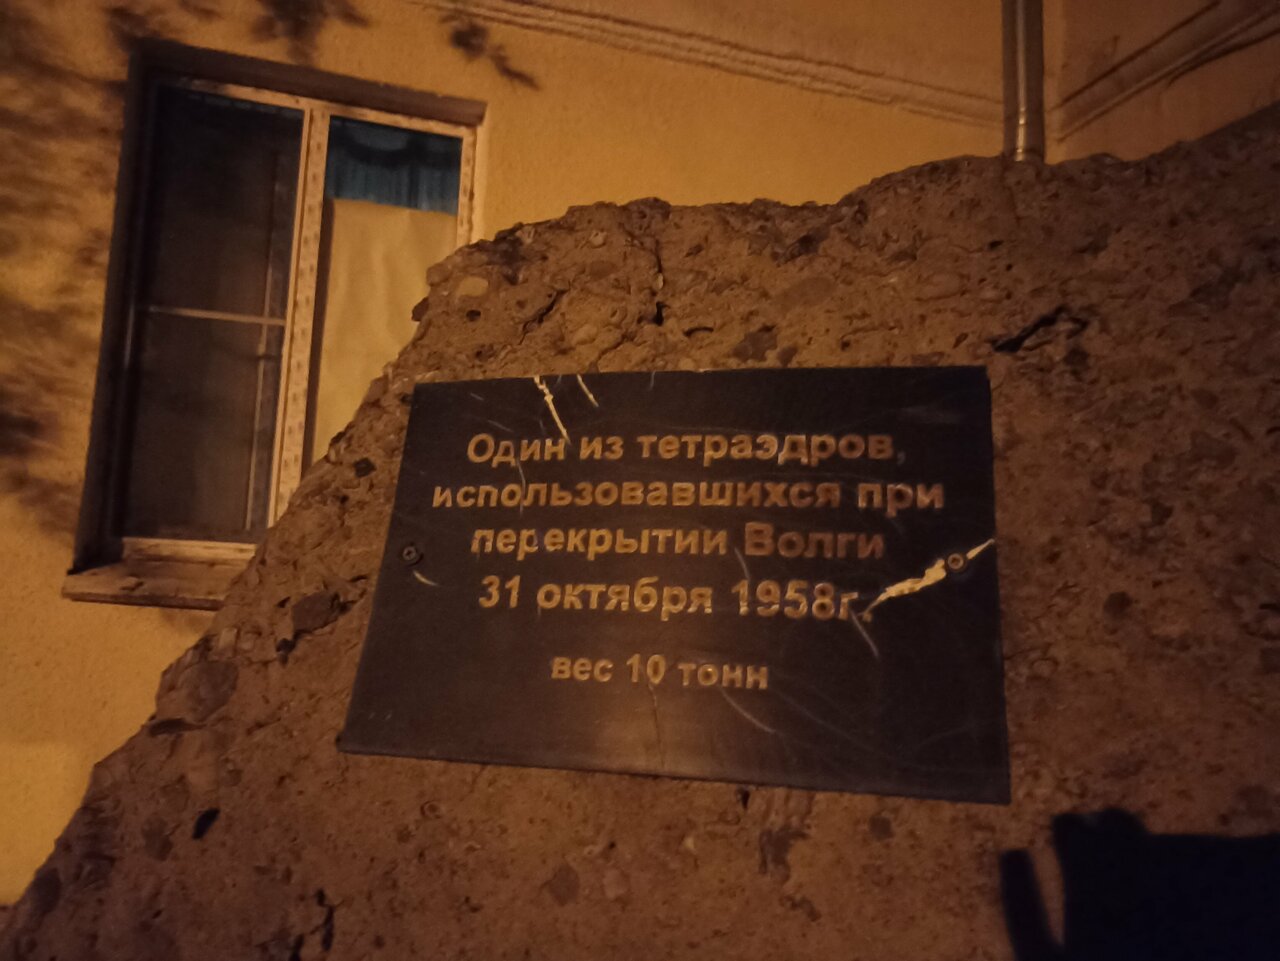 Один из тетраэдров,
использовавшихся при
перекрытии Волги
31 октября 1958г.
вес 10 тонн